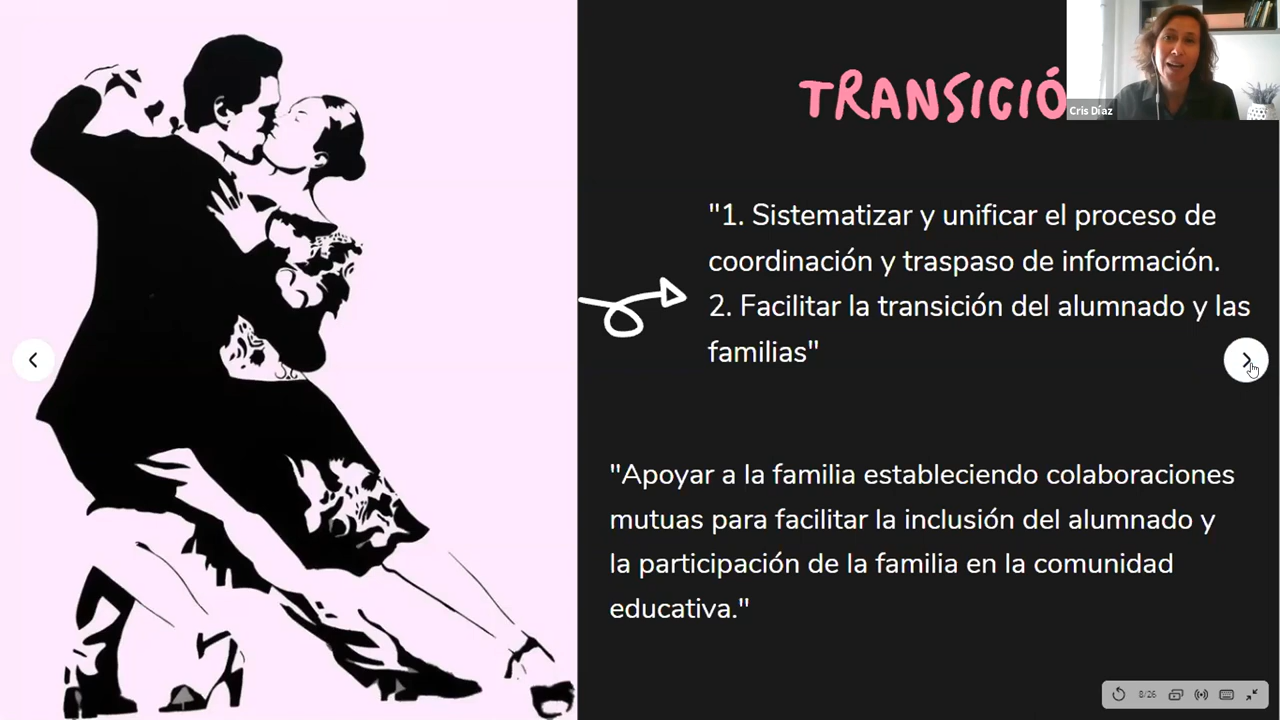 TRANSICIÓ
Cris Díaz
"1. Sistematizar y unificar el proceso de
coordinación y traspaso de información.
2. Facilitar la transición del alumnado y las
familias"
"Apoyar a la familia estableciendo colaboraciones
mutuas para facilitar la inclusión del alumnado y
la participación de la familia en la comunidad
educativa."
8/26